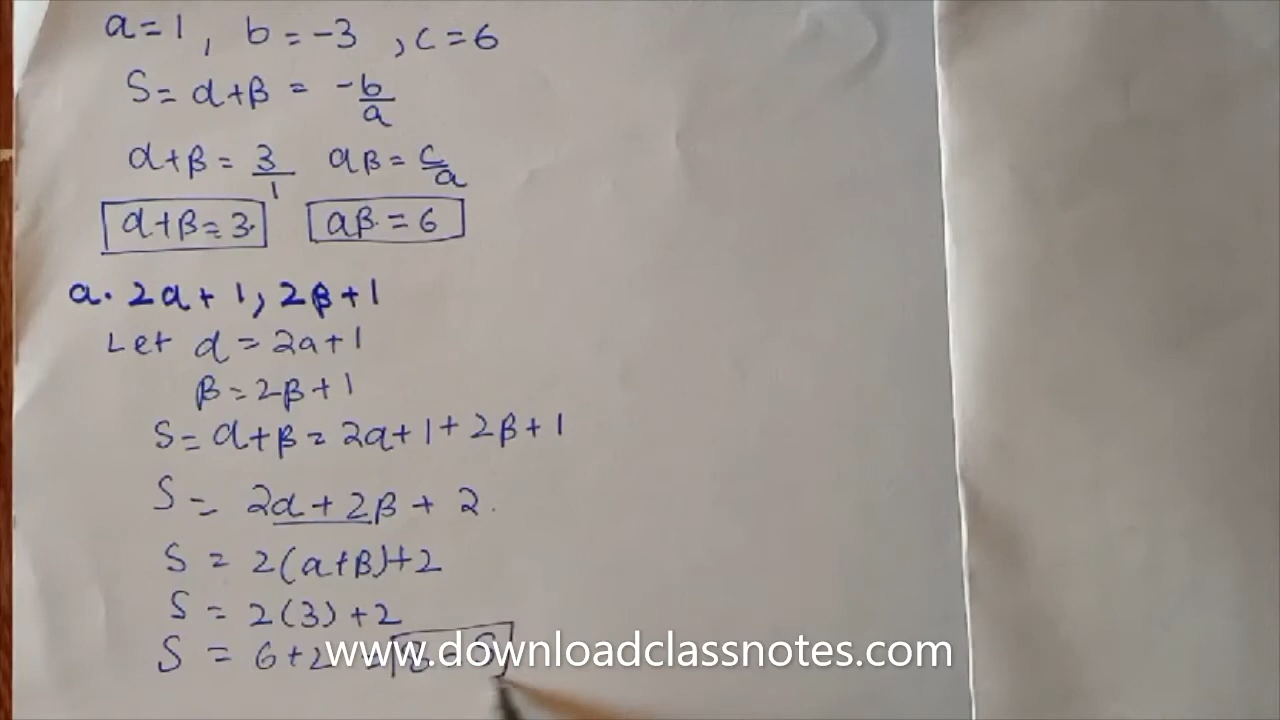 a=1, b=-3, c=6
S= α+β = -b/a
α+β = 3/1 αβ = c/a
α+β=3. αβ = 6
a. 2α+1, 2β+1
Let α = 2α+1
β=2β+1
S= α+β = 2α+1+2β+1
S= 2α+2β+2.
S = 2(α+β)+2
S = 2(3)+2
S = 6+2
www.downloadclassnotes.com